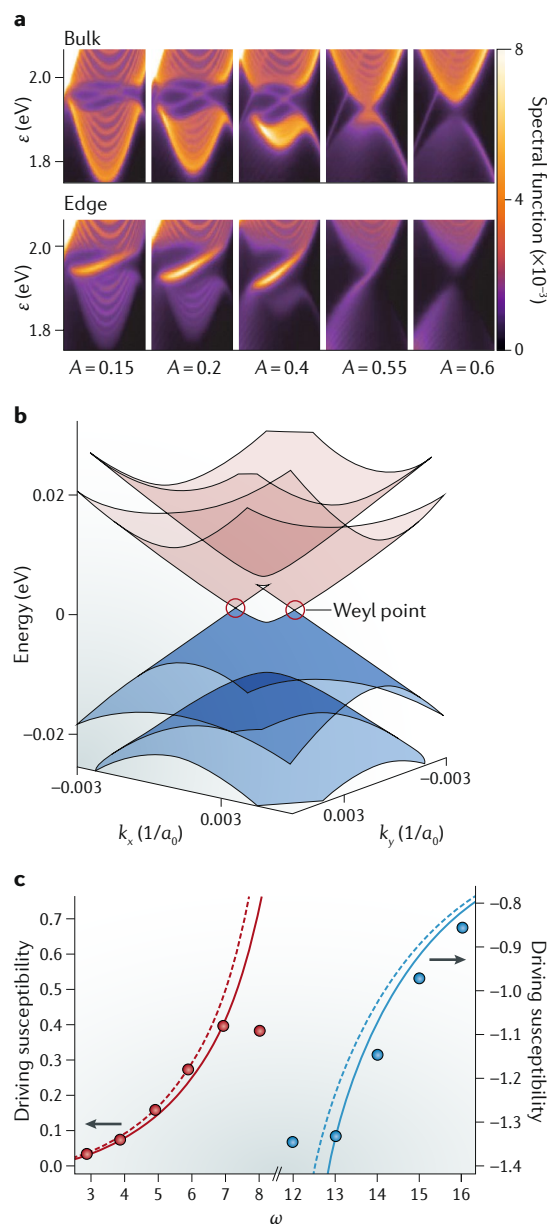 a
Bulk
2.0
ε (eV)
1.8
Edge
2.0
ε (eV)
1.8
A = 0.15
A = 0.2
A = 0.4
A = 0.55
A = 0.6
8
4
0
Spectral function (×10⁻³)
b
Energy (eV)
0.02
0
−0.02
Weyl point
−0.003
0.003
kₓ (1/a₀)
−0.003
0.003
k_y (1/a₀)
c
Driving susceptibility
0.7
0.6
0.5
0.4
0.3
0.2
0.1
0.0
−0.8
−0.9
−1.0
−1.1
−1.2
−1.3
−1.4
Driving susceptibility
3 4 5 6 7 8 12 13 14 15 16
ω